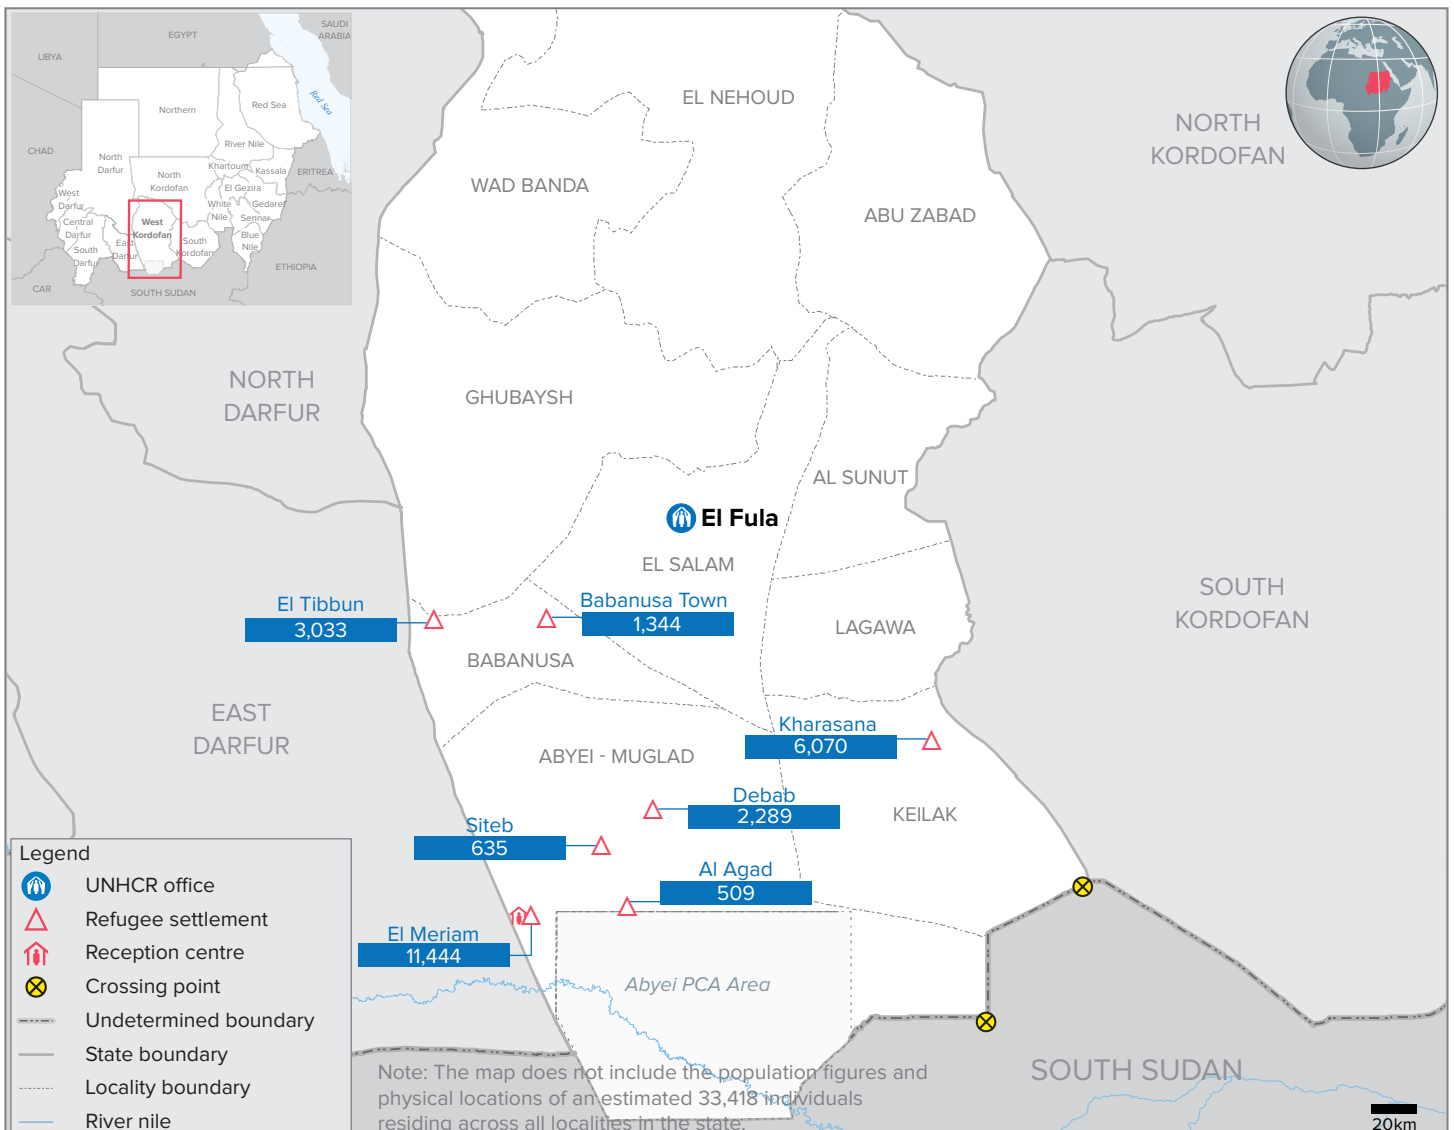 SAUDI
ARABIA
EGYPT
LIBYA
Red Sea
Northern
Red Sea
CHAD
River Nile
North
Darfur
Khartoum
Kassala
ERITREA
North
Kordofan
El Gezira
West
Darfur
White
Nile
Gedaref
Central
Darfur
West
Kordofan
Sennar
East
Darfur
South
Kordofan
Blue
Nile
South
Darfur
ETHIOPIA
CAR
SOUTH SUDAN
EL NEHOUD
NORTH
KORDOFAN
WAD BANDA
ABU ZABAD
NORTH
DARFUR
GHUBAYSH
AL SUNUT
El Fula
EL SALAM
SOUTH
KORDOFAN
El Tibbun
3,033
Babanusa Town
1,344
LAGAWA
BABANUSA
EAST
DARFUR
Kharasana
6,070
ABYEI - MUGLAD
Debab
2,289
KEILAK
Siteb
635
Al Agad
509
El Meriam
11,444
Abyei PCA Area
SOUTH SUDAN
Legend
UNHCR office
Refugee settlement
Reception centre
Crossing point
Undetermined boundary
State boundary
Locality boundary
River nile
Note: The map does not include the population figures and
physical locations of an estimated 33,418 individuals
residing across all localities in the state.
20km